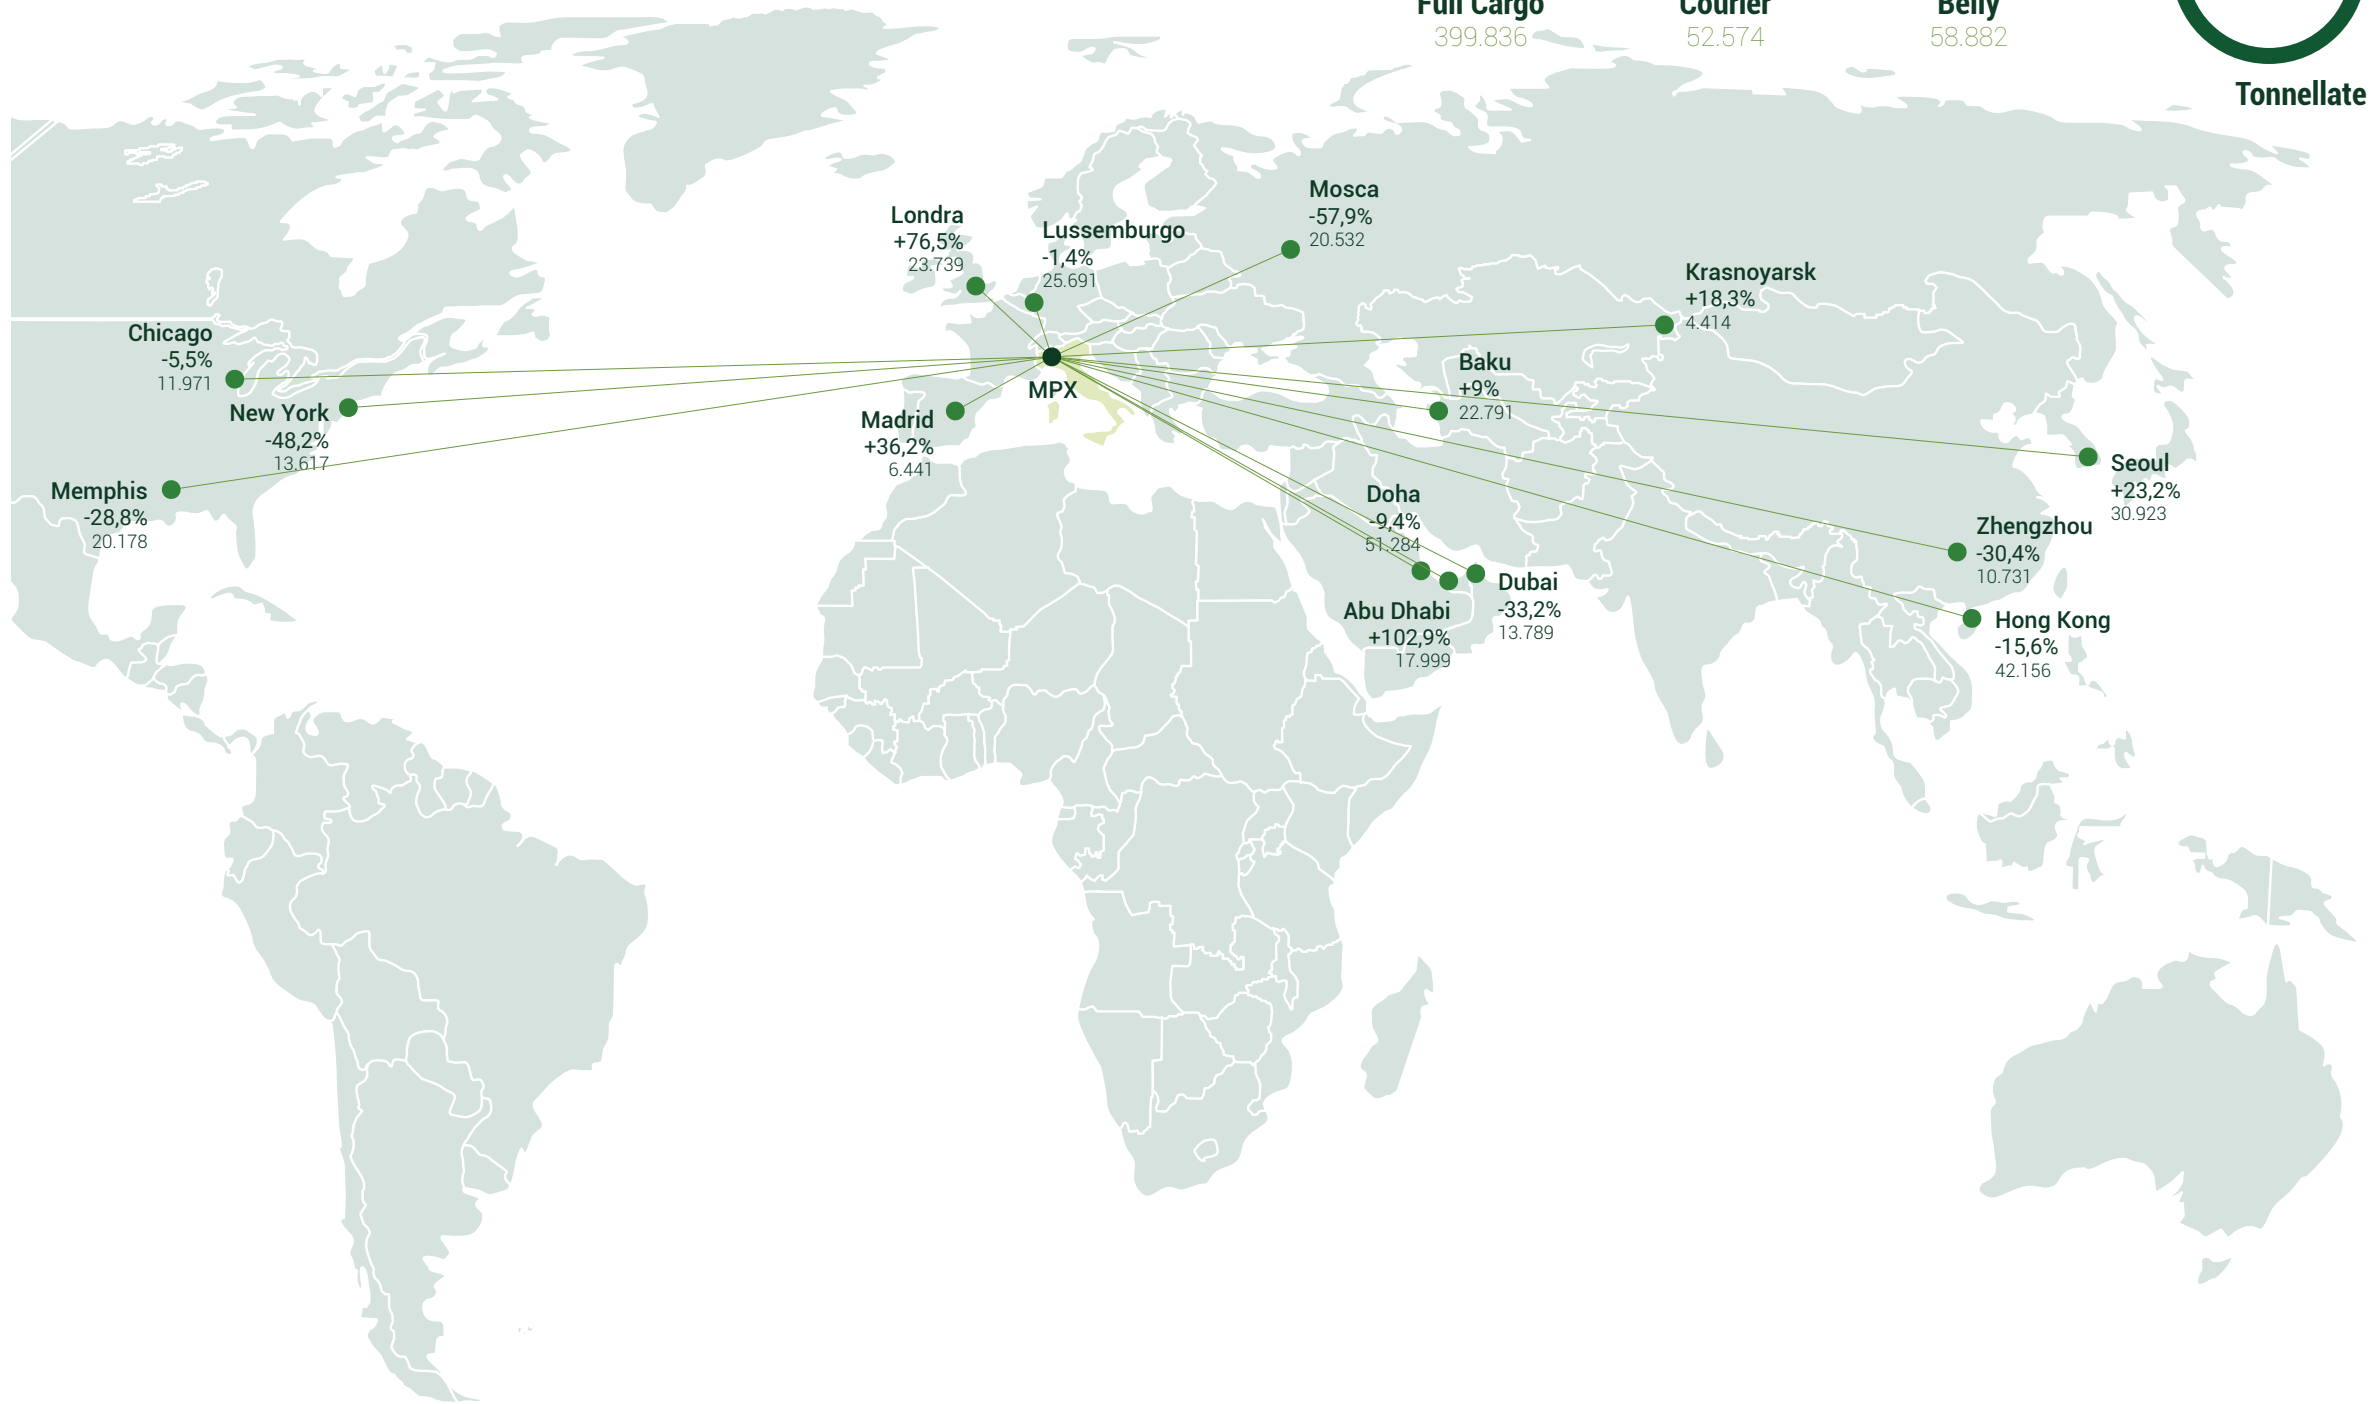 Full Cargo
399.836
Courier
52.574
Belly
58.882
Tonnellate
Mosca
-57,9%
20.532
Londra
+76,5%
23.739
Lussemburgo
-1,4%
25.691
Krasnoyarsk
+18,3%
4.414
Chicago
-5,5%
11.971
Baku
+9%
22.791
MPX
New York
-48,2%
13.617
Madrid
+36,2%
6.441
Seoul
+23,2%
30.923
Memphis
-28,8%
20.178
Doha
-9,4%
51.284
Zhengzhou
-30,4%
10.731
Dubai
-33,2%
13.789
Abu Dhabi
+102,9%
17.999
Hong Kong
-15,6%
42.156